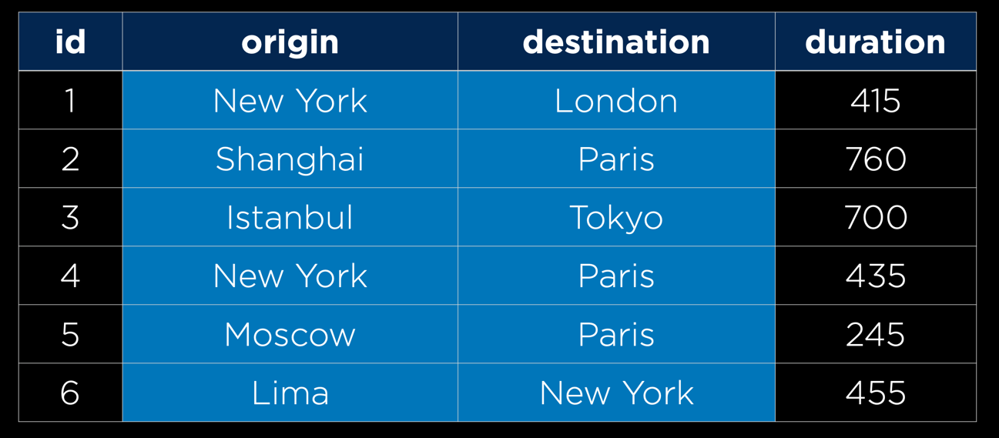 id origin destination duration
1 New York London 415
2 Shanghai Paris 760
3 Istanbul Tokyo 700
4 New York Paris 435
5 Moscow Paris 245
6 Lima New York 455